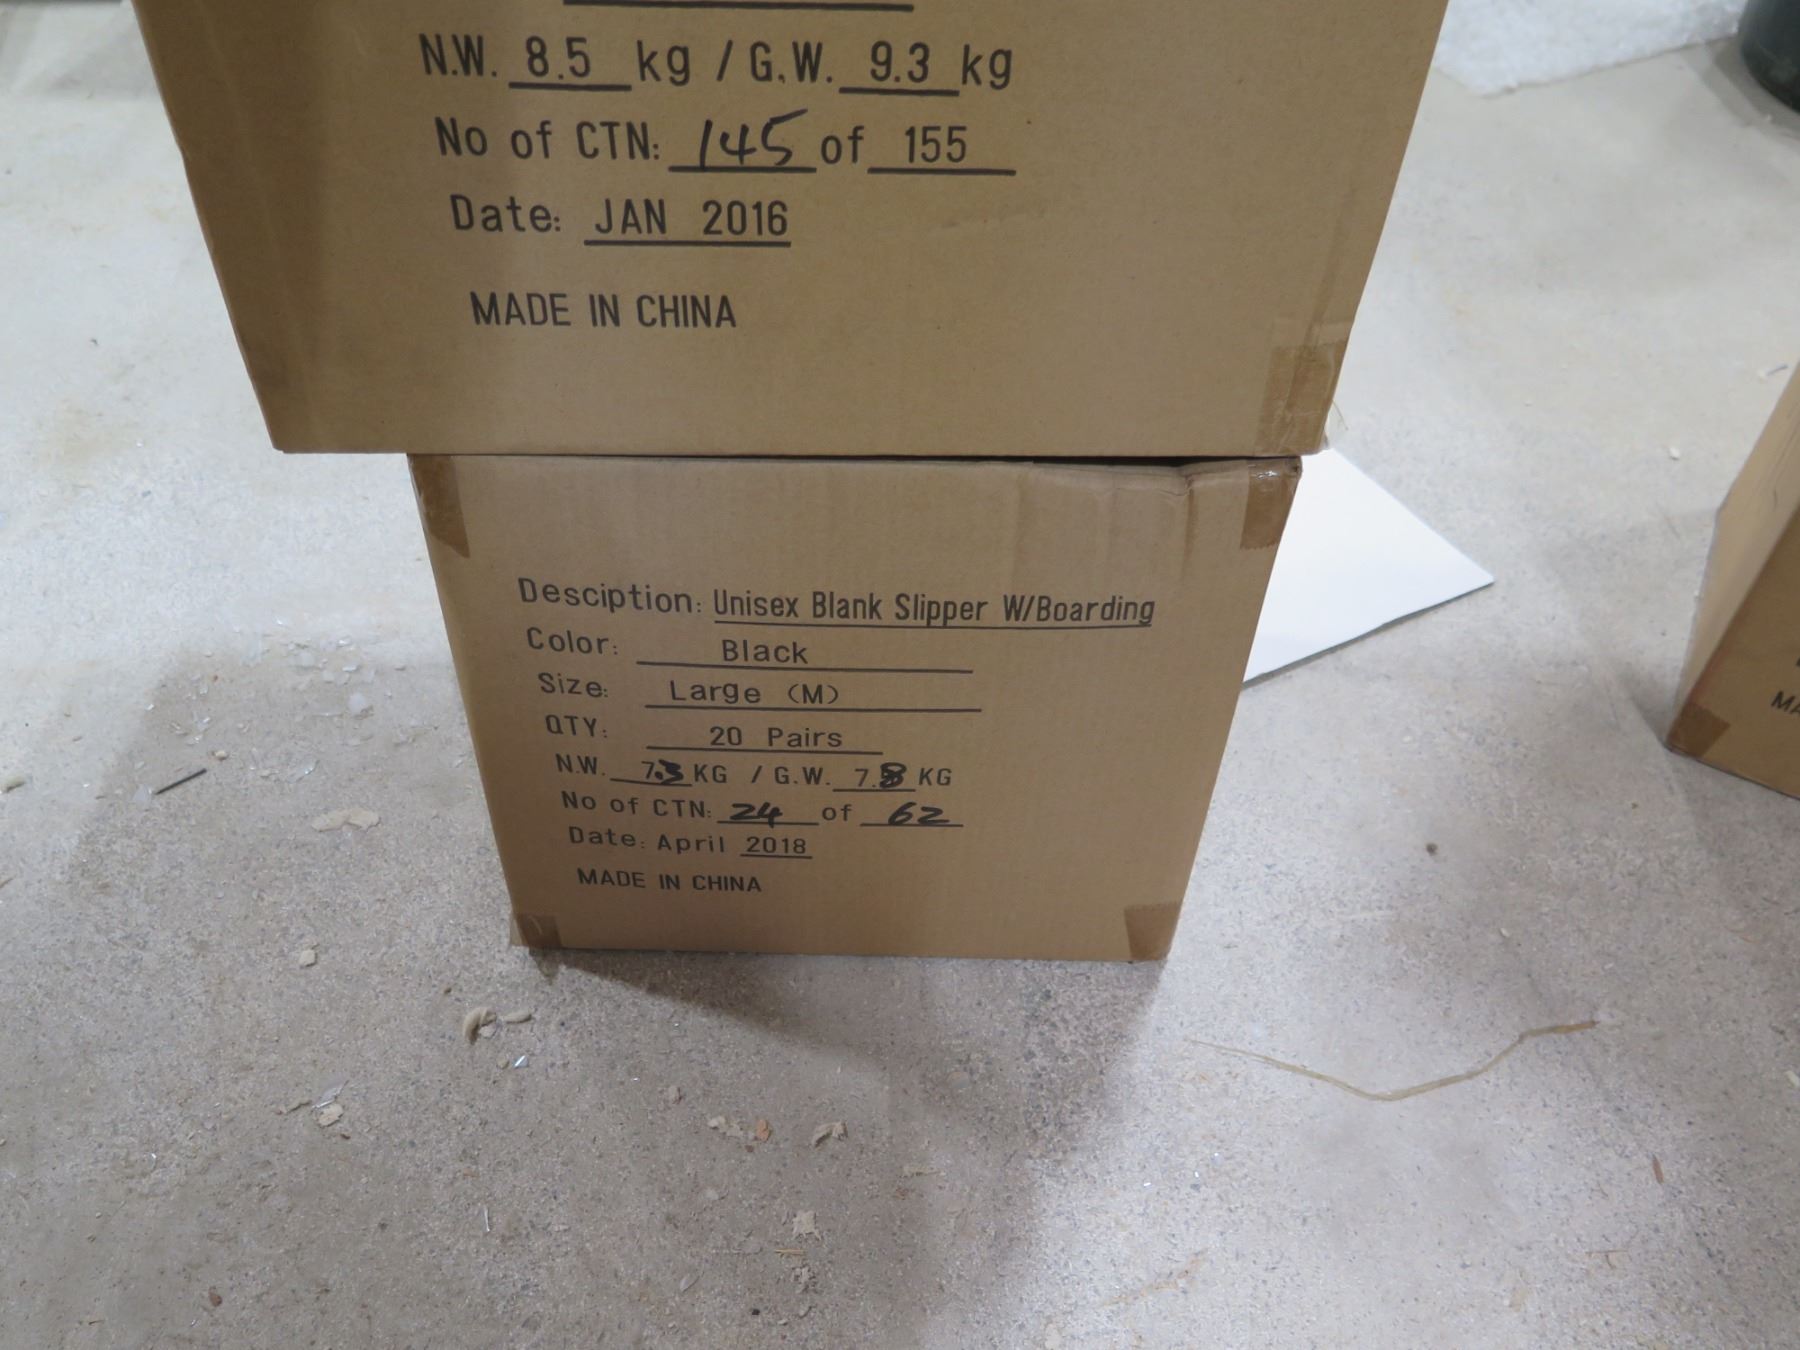 N.W. 8.5 kg / G.W. 9.3 kg
No of CTN: 145 of 155
Date: JAN 2016
MADE IN CHINA
Desciption: Unisex Blank Slipper W/Boarding
Color: Black
Size: Large (M)
QTY: 20 Pairs
N.W. 7.3 KG / G.W. 7.8 KG
No of CTN: 24 of 62
Date: April 2018
MADE IN CHINA